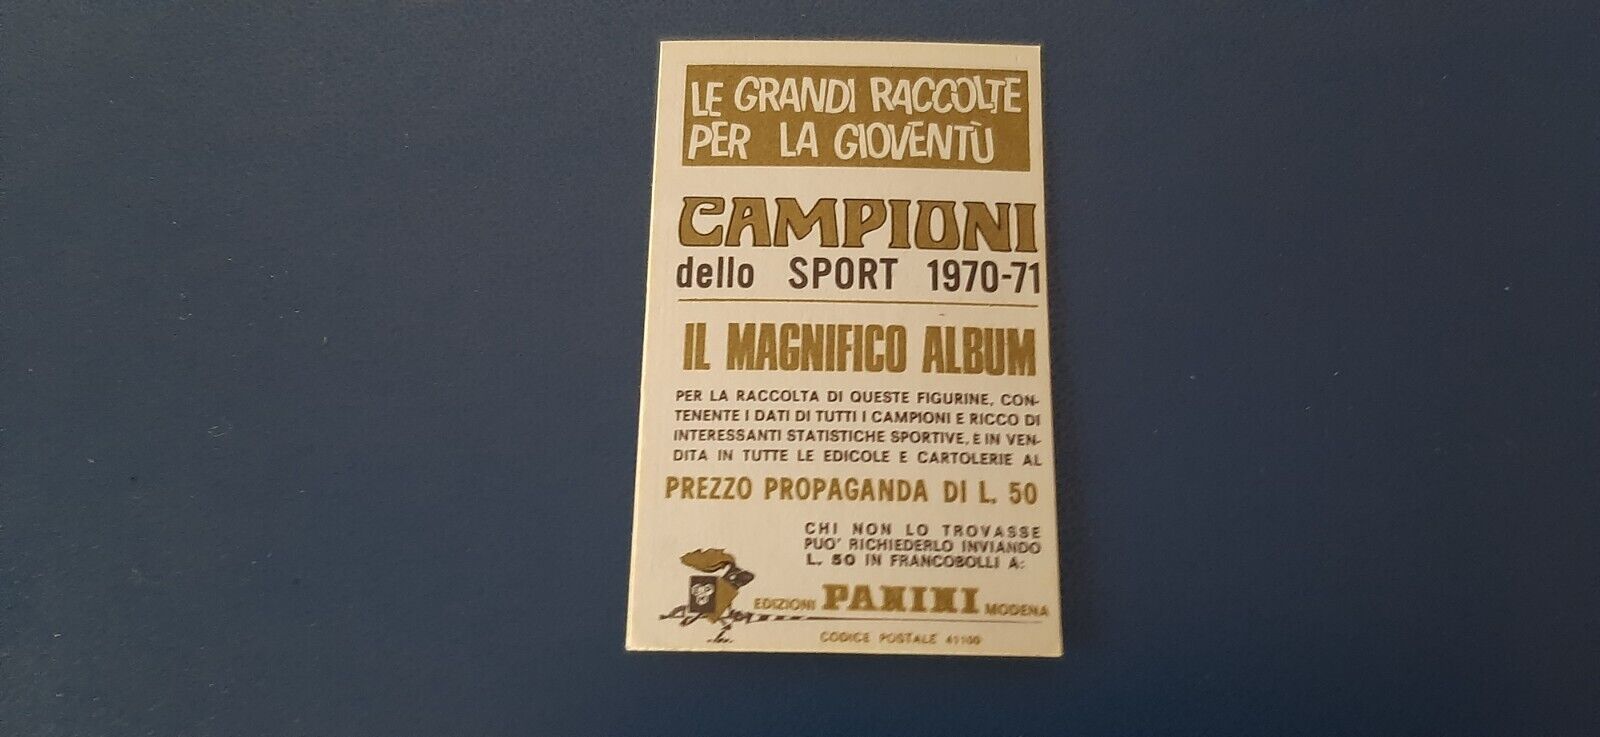 LE GRANDI RACCOLTE
PER LA GIOVENTÙ
CAMPIONI
dello SPORT 1970-71
IL MAGNIFICO ALBUM
PER LA RACCOLTA DI QUESTE FIGURINE, CON-
TENENTE I DATI DI TUTTI I CAMPIONI E RICCO DI
INTERESSANTI STATISTICHE SPORTIVE, È IN VEN-
DITA IN TUTTE LE EDICOLE E CARTOLERIE AL
PREZZO PROPAGANDA DI L. 50
CHI NON LO TROVASSE
PUO' RICHIEDERLO INVIANDO
L. 50 IN FRANCOBOLLI A:
EDIZIONI PANINI MODENA
CODICE POSTALE 41100